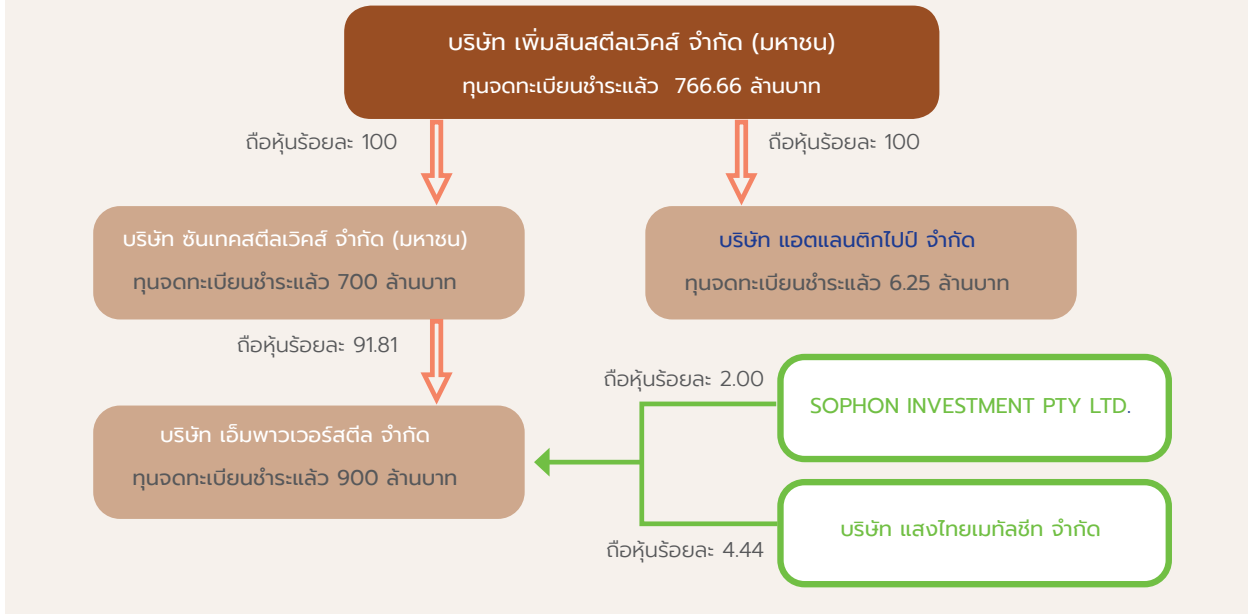 บริษัท เพิ่มสินสตีลเวิคส์ จำกัด (มหาชน)
ทุนจดทะเบียนชำระแล้ว 766.66 ล้านบาท
ถือหุ้นร้อยละ 100
ถือหุ้นร้อยละ 100
บริษัท ซันเทคสตีลเวิคส์ จำกัด (มหาชน)
ทุนจดทะเบียนชำระแล้ว 700 ล้านบาท
บริษัท แอตแลนติกไปป์ จำกัด
ทุนจดทะเบียนชำระแล้ว 6.25 ล้านบาท
ถือหุ้นร้อยละ 91.81
ถือหุ้นร้อยละ 2.00
SOPHON INVESTMENT PTY LTD.
บริษัท เอ็มพาวเวอร์สตีล จำกัด
ทุนจดทะเบียนชำระแล้ว 900 ล้านบาท
บริษัท แสงไทยเมทัลชีท จำกัด
ถือหุ้นร้อยละ 4.44